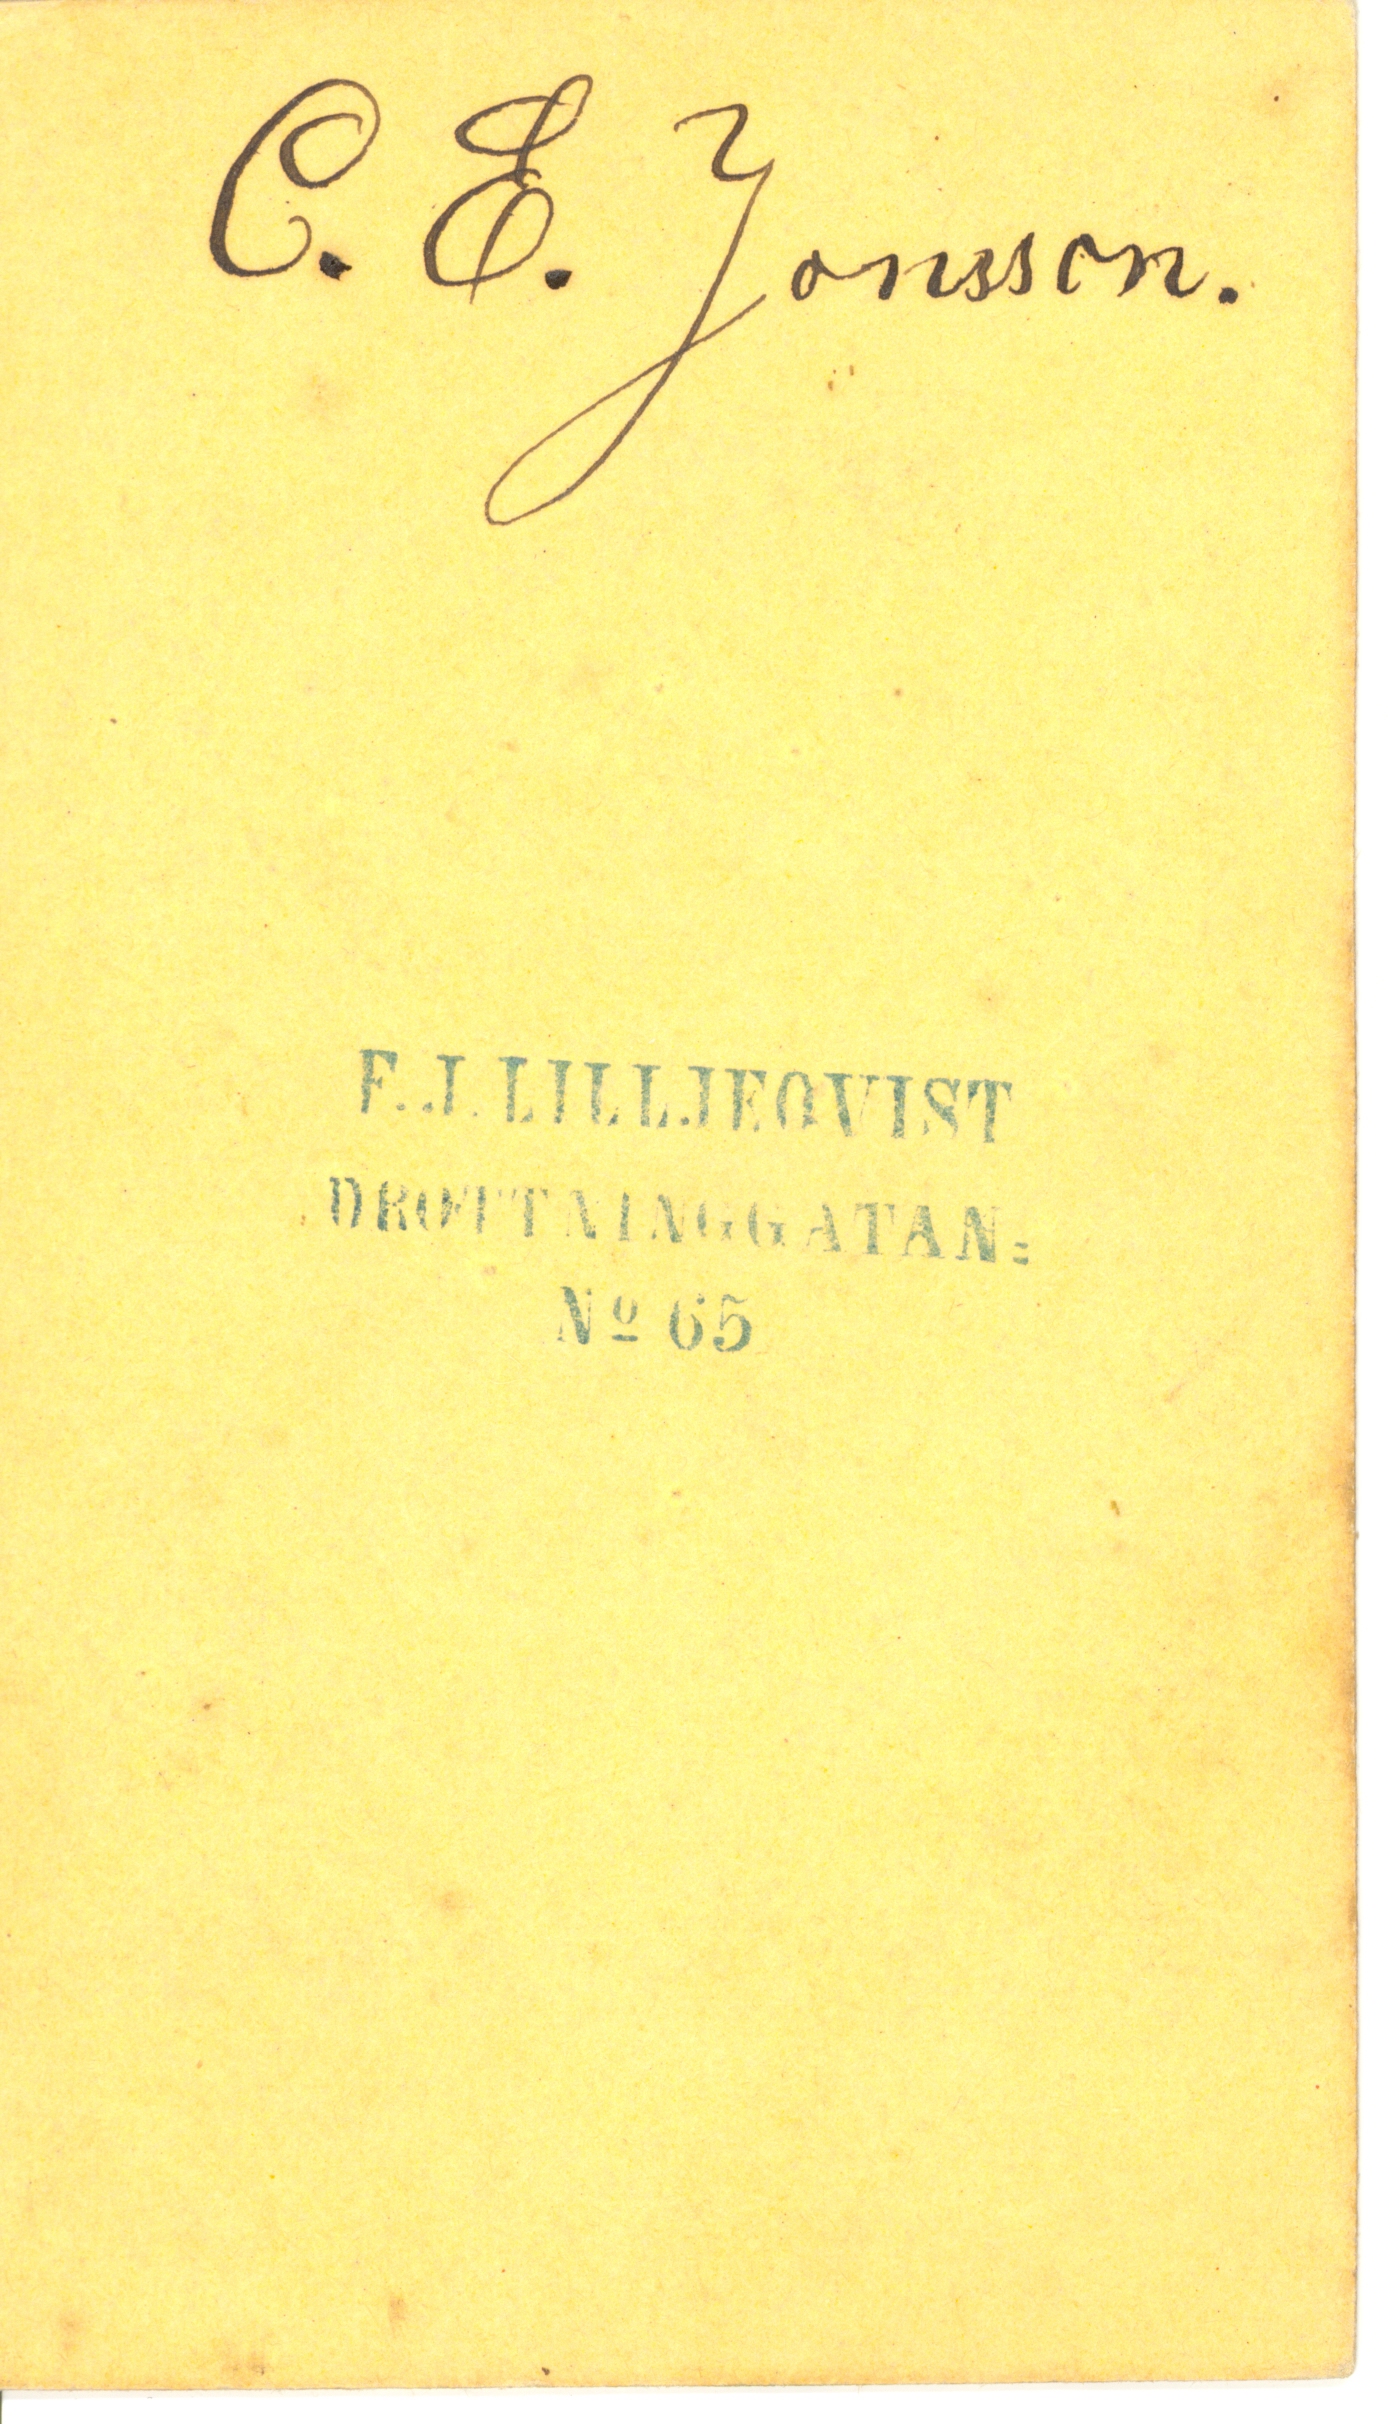 C. E. Jonsson.
F. J. LILLJEQVIST
DROTTNINGGATAN:
Nº 65